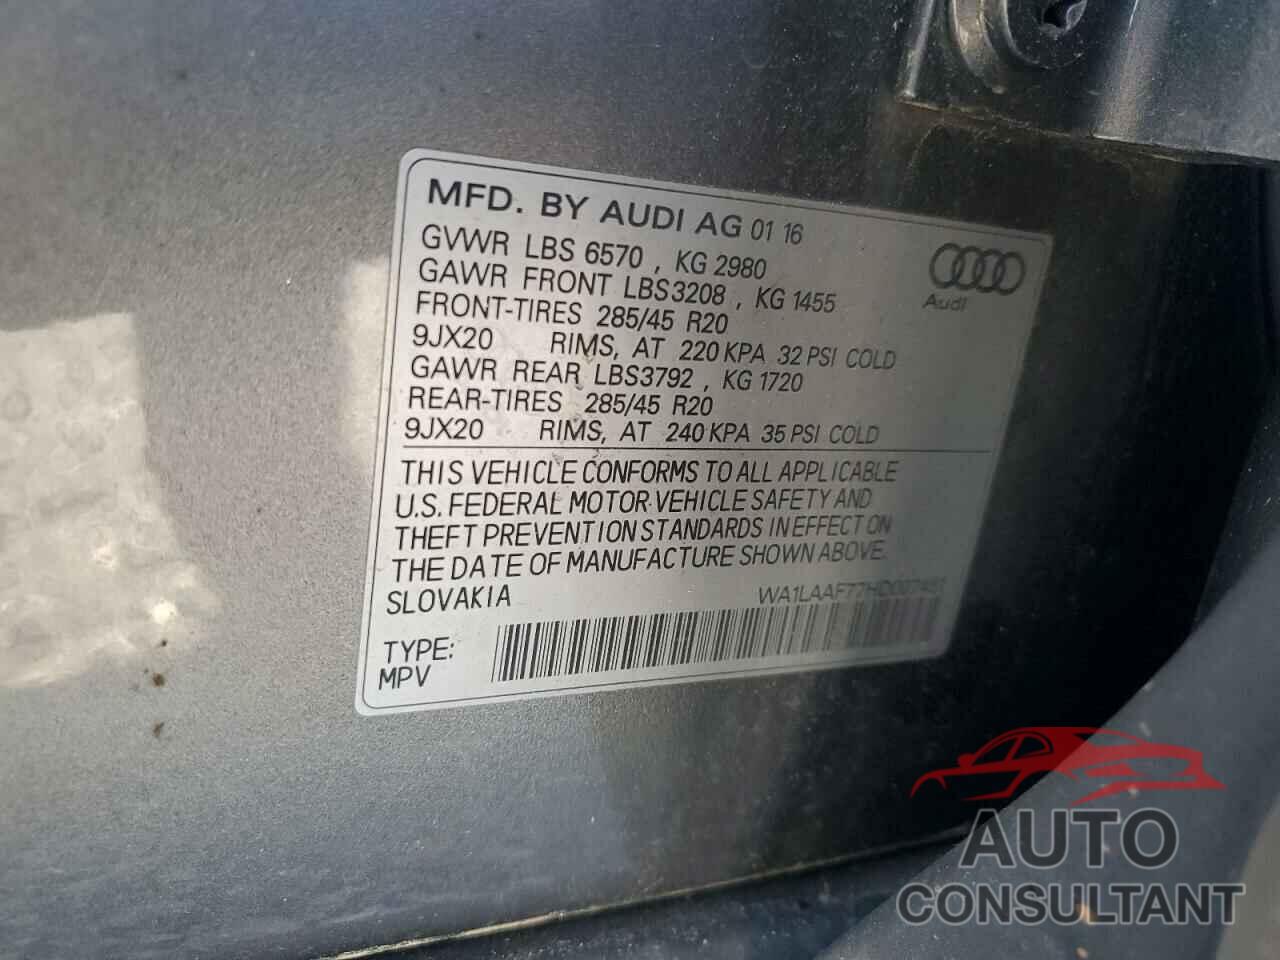 MFD. BY AUDI AG 01 16
GVWR LBS 6570 , KG 2980
GAWR FRONT LBS3208 , KG 1455
FRONT-TIRES 285/45 R20
9JX20 RIMS, AT 220 KPA 32 PSI COLD
GAWR REAR LBS3792 , KG 1720
REAR-TIRES 285/45 R20
9JX20 RIMS, AT 240 KPA 35 PSI COLD
Audi
THIS VEHICLE CONFORMS TO ALL APPLICABLE
U.S. FEDERAL MOTOR VEHICLE SAFETY AND
THEFT PREVENTION STANDARDS IN EFFECT ON
THE DATE OF MANUFACTURE SHOWN ABOVE.
SLOVAKIA
TYPE:
MPV
AUTO
CONSULTANT